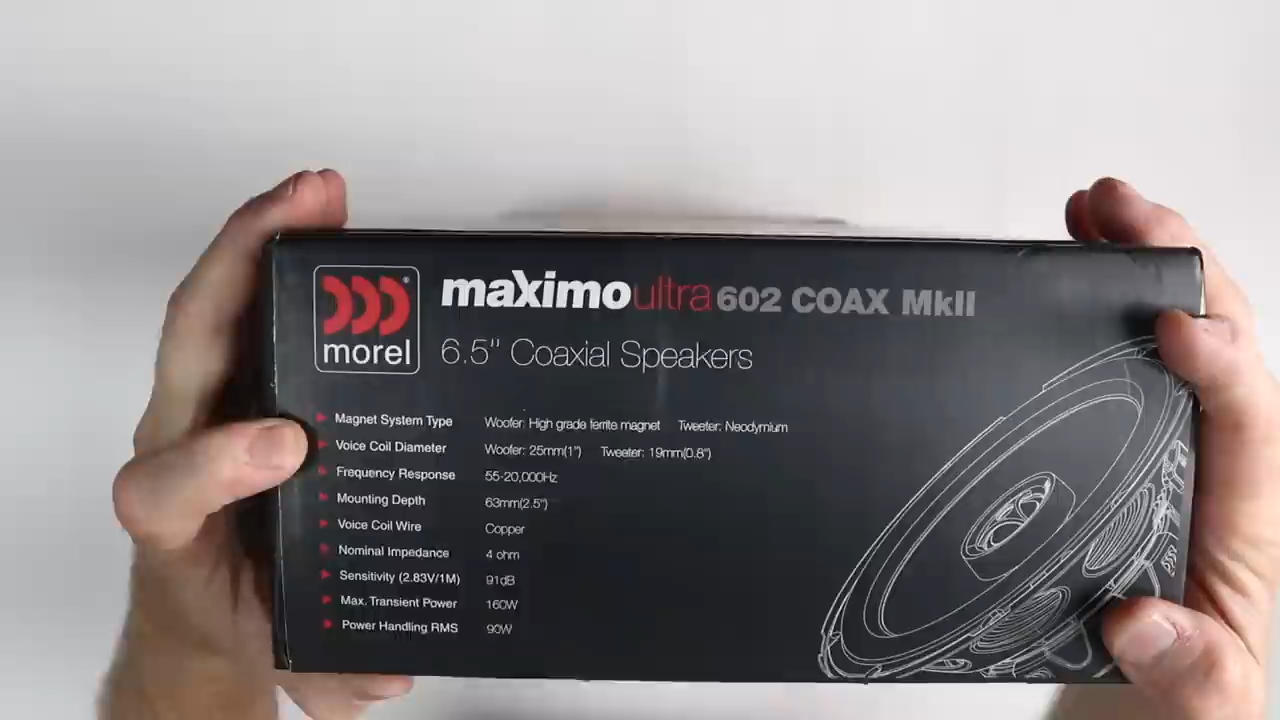 morel
maXimo ultra 602 COAX MkII
6.5" Coaxial Speakers
Magnet System Type Woofer: High grade ferrite magnet Tweeter: Neodymium
Voice Coil Diameter Woofer: 25mm(1") Tweeter: 19mm(0.8")
Frequency Response 55-20,000Hz
Mounting Depth 63mm(2.5")
Voice Coil Wire Copper
Nominal Impedance 4 ohm
Sensitivity (2.83V/1M) 91dB
Max. Transient Power 160W
Power Handling RMS 90W